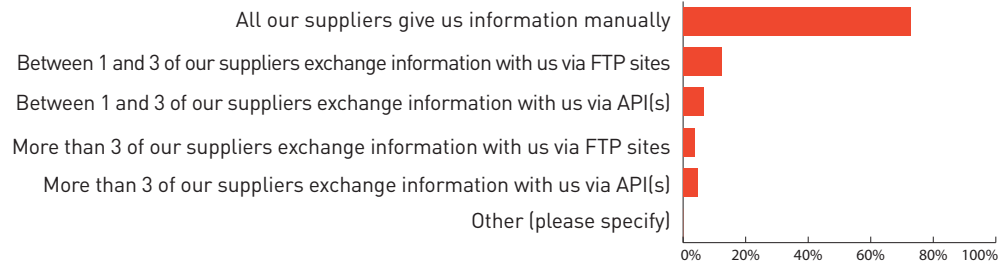 All our suppliers give us information manually
Between 1 and 3 of our suppliers exchange information with us via FTP sites
Between 1 and 3 of our suppliers exchange information with us via API(s)
More than 3 of our suppliers exchange information with us via FTP sites
More than 3 of our suppliers exchange information with us via API(s)
Other (please specify)
0% 20% 40% 60% 80% 100%